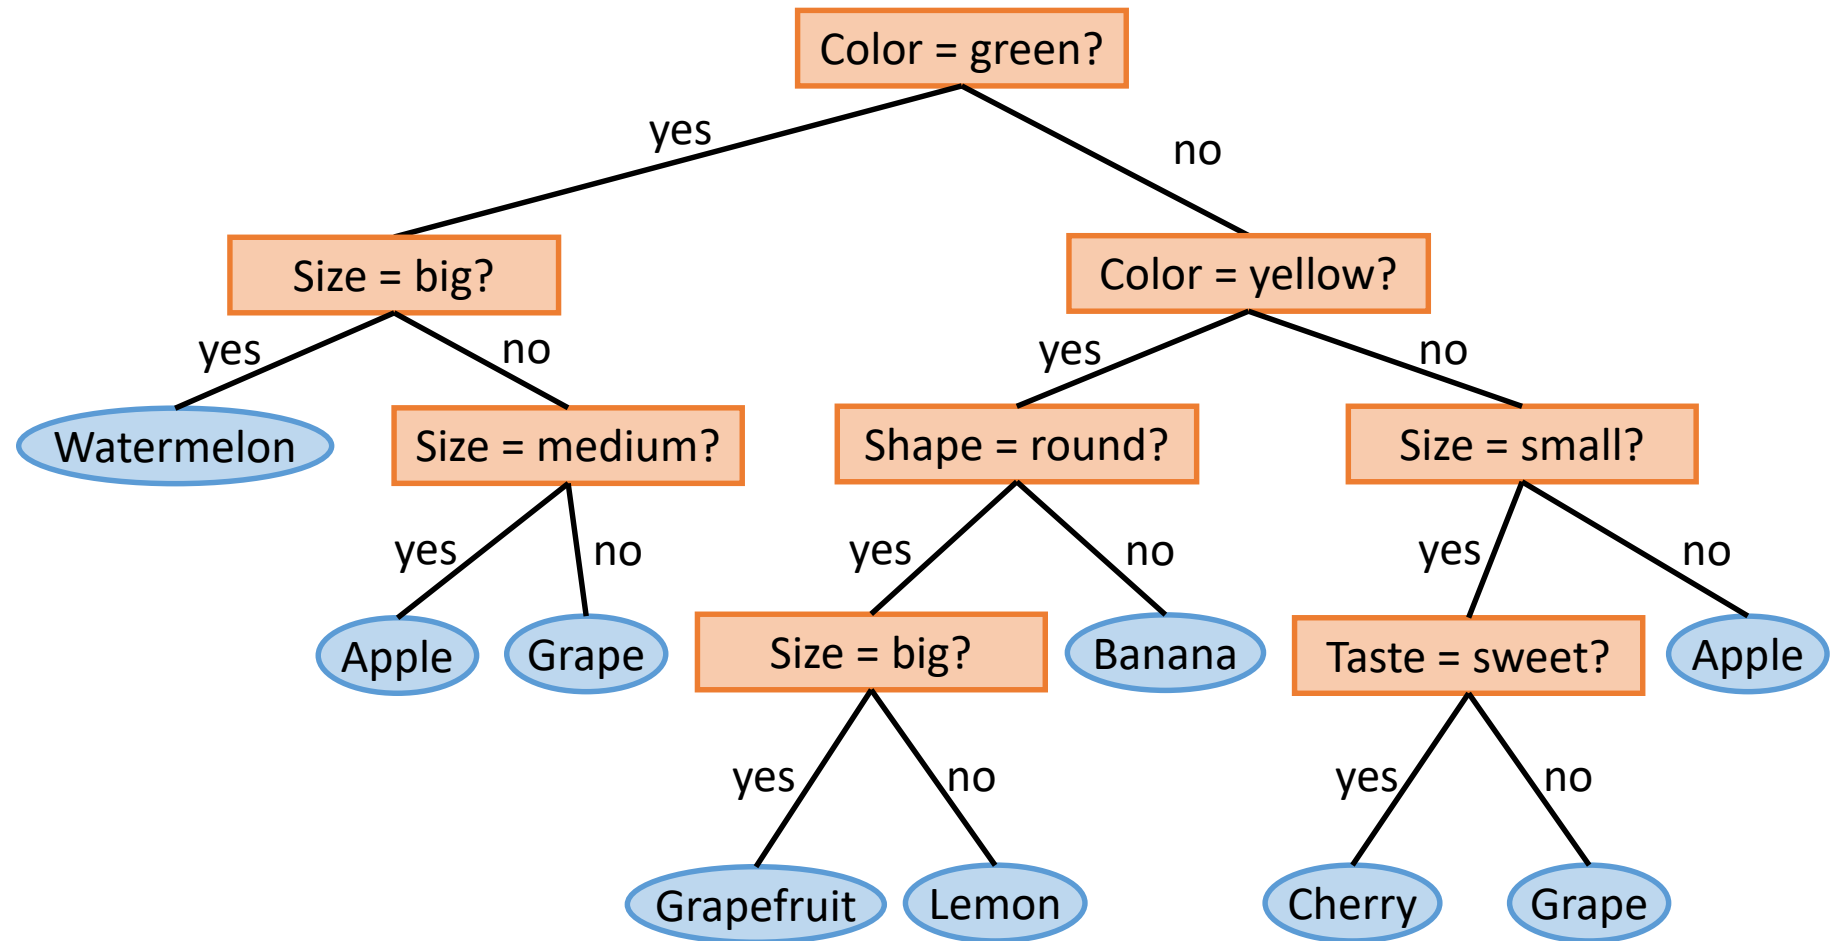 Color = green?
yes
no
Size = big?
Color = yellow?
yes
no
yes
no
Watermelon
Size = medium?
Shape = round?
Size = small?
yes
no
yes
no
yes
no
Apple
Grape
Size = big?
Banana
Taste = sweet?
Apple
yes
no
yes
no
Grapefruit
Lemon
Cherry
Grape